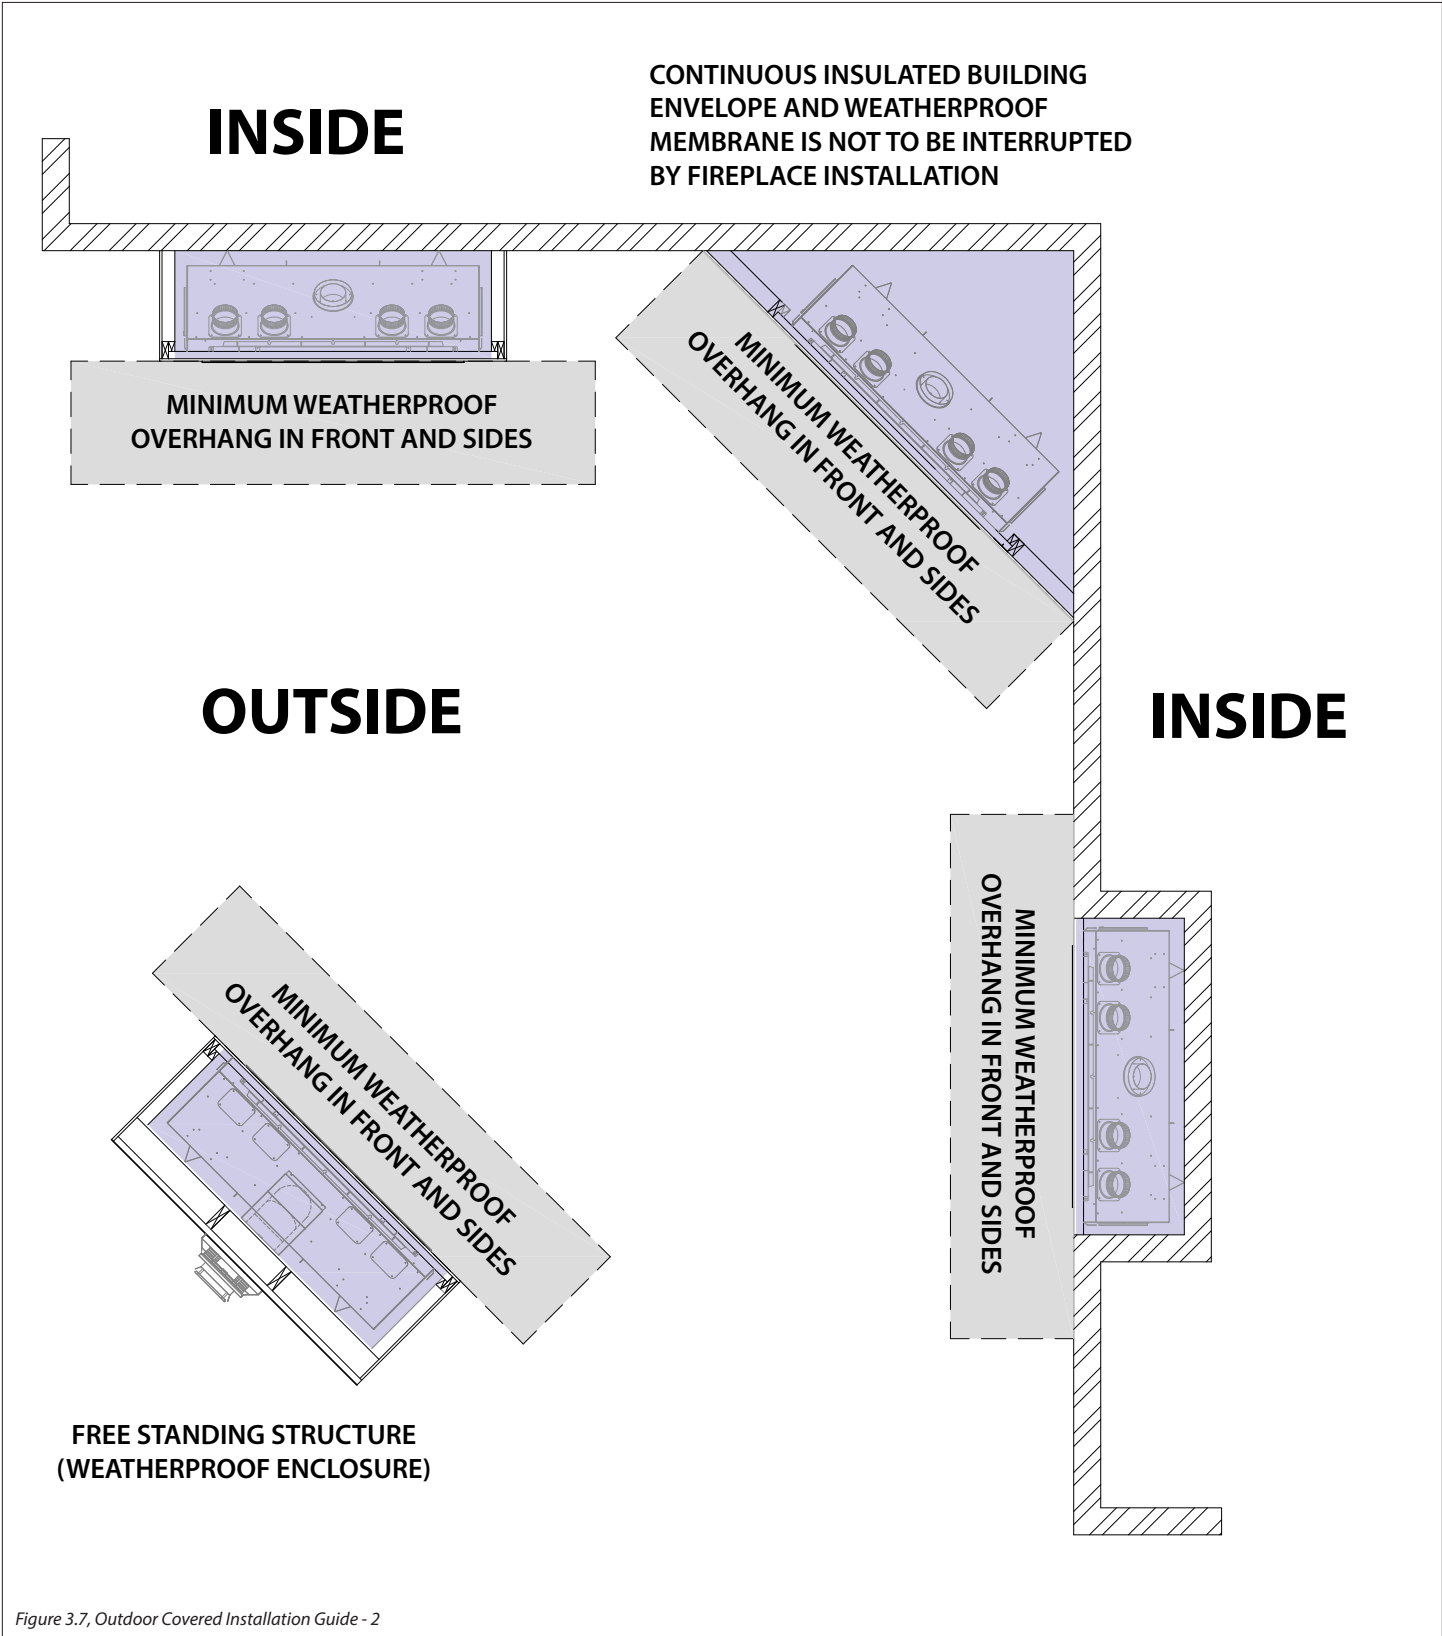 INSIDE
CONTINUOUS INSULATED BUILDING
ENVELOPE AND WEATHERPROOF
MEMBRANE IS NOT TO BE INTERRUPTED
BY FIREPLACE INSTALLATION
MINIMUM WEATHERPROOF
OVERHANG IN FRONT AND SIDES
MINIMUM WEATHERPROOF
OVERHANG IN FRONT AND SIDES
OUTSIDE
INSIDE
MINIMUM WEATHERPROOF
OVERHANG IN FRONT AND SIDES
MINIMUM WEATHERPROOF
OVERHANG IN FRONT AND SIDES
FREE STANDING STRUCTURE
(WEATHERPROOF ENCLOSURE)
Figure 3.7, Outdoor Covered Installation Guide - 2